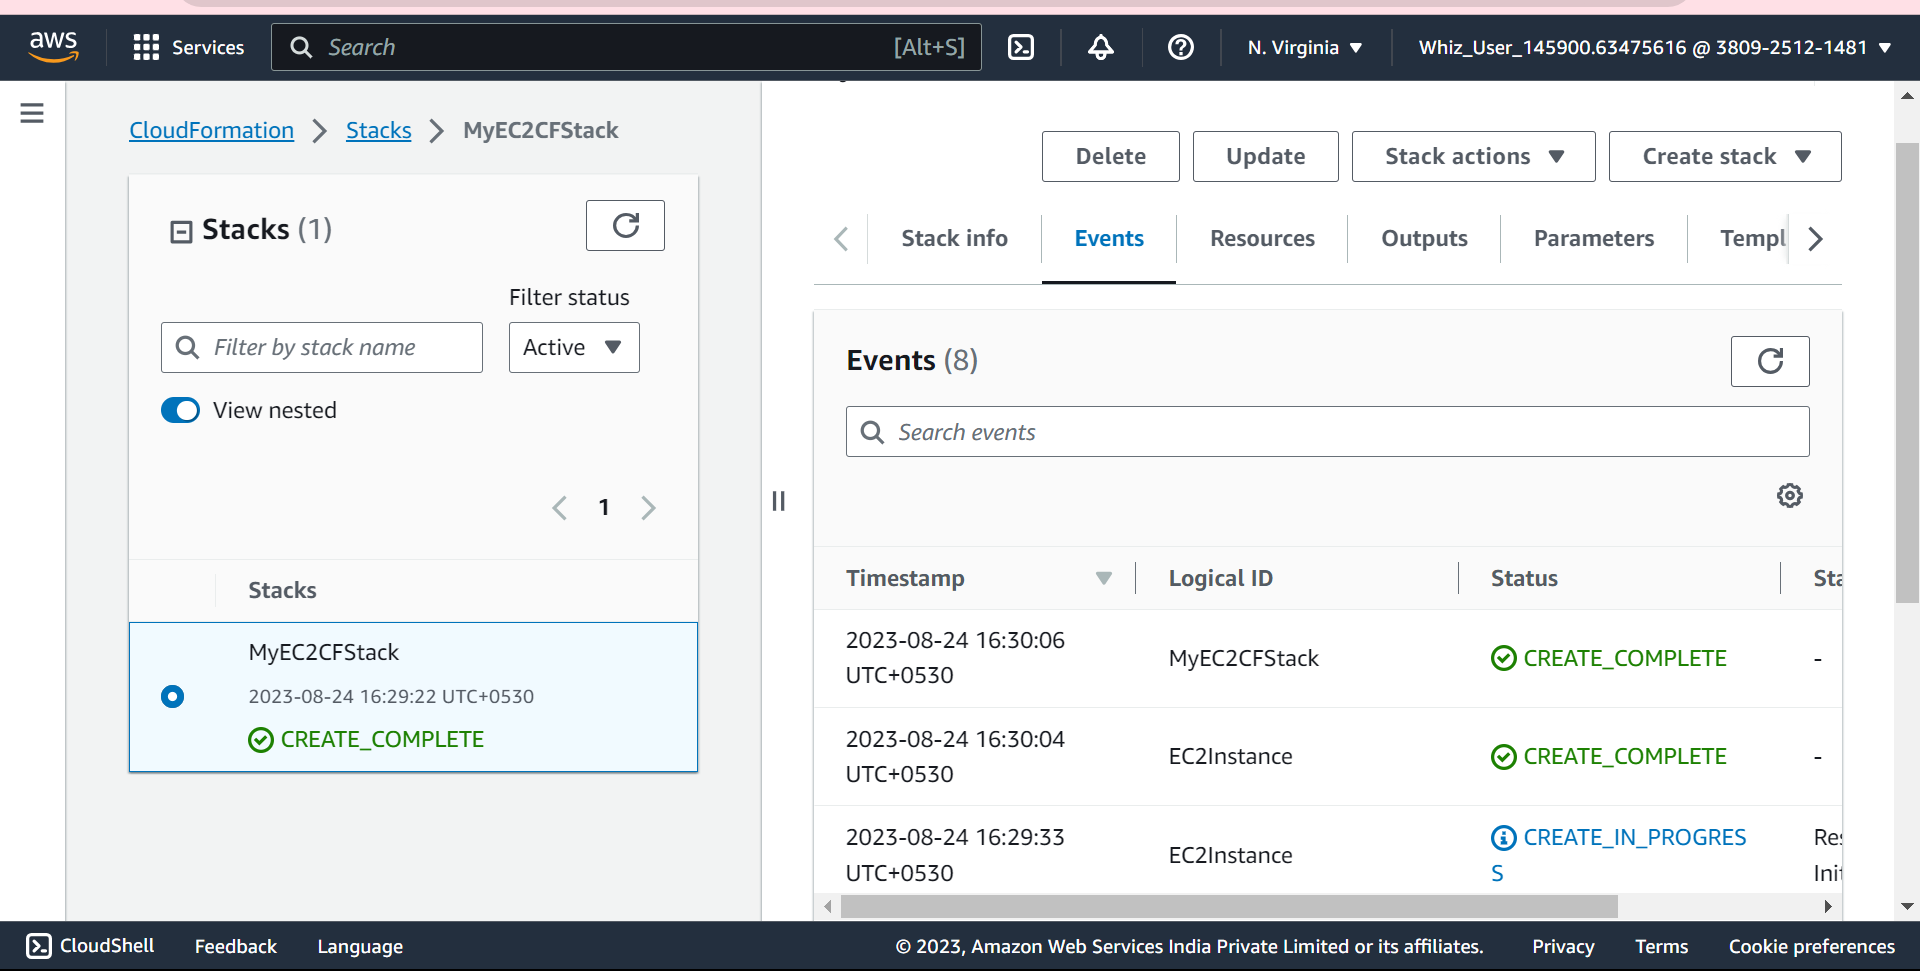 aws
Services
Search [Alt+S]
N. Virginia
Whiz_User_145900.63475616 @ 3809-2512-1481
CloudFormation
Stacks
MyEC2CFStack
Delete
Update
Stack actions
Create stack
Stacks (1)
Filter status
Filter by stack name
Active
View nested
1
Stacks
MyEC2CFStack
2023-08-24 16:29:22 UTC+0530
CREATE_COMPLETE
Stack info
Events
Resources
Outputs
Parameters
Templ
Events (8)
Search events
Timestamp
Logical ID
Status
Sta
2023-08-24 16:30:06
UTC+0530
MyEC2CFStack
CREATE_COMPLETE
-
2023-08-24 16:30:04
UTC+0530
EC2Instance
CREATE_COMPLETE
-
2023-08-24 16:29:33
UTC+0530
EC2Instance
CREATE_IN_PROGRES
S
Res
Init
CloudShell
Feedback
Language
© 2023, Amazon Web Services India Private Limited or its affiliates.
Privacy
Terms
Cookie preferences